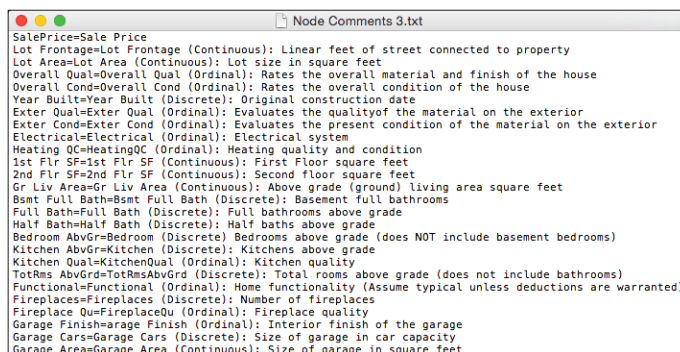 Node Comments 3.txt
SalePrice=Sale Price
Lot Frontage=Lot Frontage (Continuous): Linear feet of street connected to property
Lot Area=Lot Area (Continuous): Lot size in square feet
Overall Qual=Overall Qual (Ordinal): Rates the overall material and finish of the house
Overall Cond=Overall Cond (Ordinal): Rates the overall condition of the house
Year Built=Year Built (Discrete): Original construction date
Exter Qual=Exter Qual (Ordinal): Evaluates the qualityof the material on the exterior
Exter Cond=Exter Cond (Ordinal): Evaluates the present condition of the material on the exterior
Electrical=Electrical (Ordinal): Electrical system
Heating QC=HeatingQC (Ordinal): Heating quality and condition
1st Flr SF=1st Flr SF (Continuous): First Floor square feet
2nd Flr SF=2nd Flr SF (Continuous): Second floor square feet
Gr Liv Area=Gr Liv Area (Continuous): Above grade (ground) living area square feet
Bsmt Full Bath=Bsmt Full Bath (Discrete): Basement full bathrooms
Full Bath=Full Bath (Discrete): Full bathrooms above grade
Half Bath=Half Bath (Discrete): Half baths above grade
Bedroom AbvGr=Bedroom (Discrete) Bedrooms above grade (does NOT include basement bedrooms)
Kitchen AbvGr=Kitchen (Discrete): Kitchens above grade
Kitchen Qual=KitchenQual (Ordinal): Kitchen quality
TotRms AbvGrd=TotRmsAbvGrd (Discrete): Total rooms above grade (does not include bathrooms)
Functional=Functional (Ordinal): Home functionality (Assume typical unless deductions are warranted)
Fireplaces=Fireplaces (Discrete): Number of fireplaces
Fireplace Qu=FireplaceQu (Ordinal): Fireplace quality
Garage Finish=arage Finish (Ordinal): Interior finish of the garage
Garage Cars=Garage Cars (Discrete): Size of garage in car capacity
Garage Area=Garage Area (Continuous): Size of garage in square feet